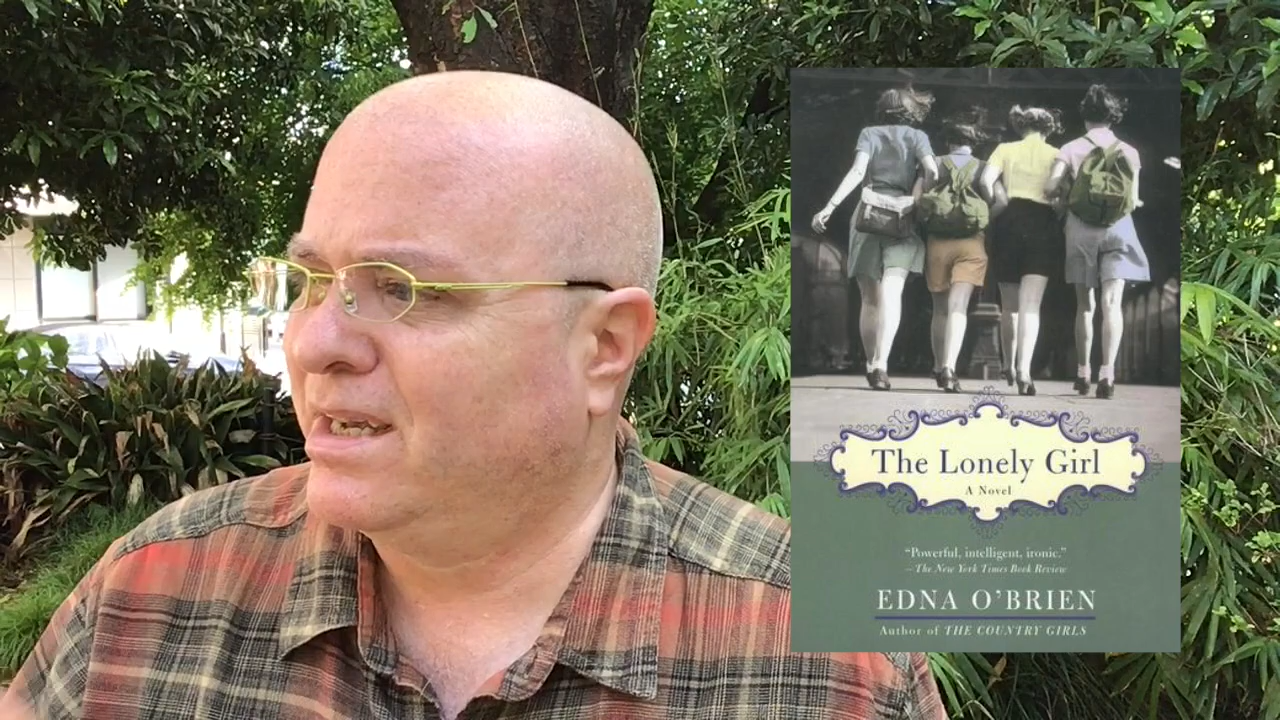 The Lonely Girl
A Novel
“Powerful, intelligent, ironic.”
—The New York Times Book Review
EDNA O’BRIEN
Author of THE COUNTRY GIRLS